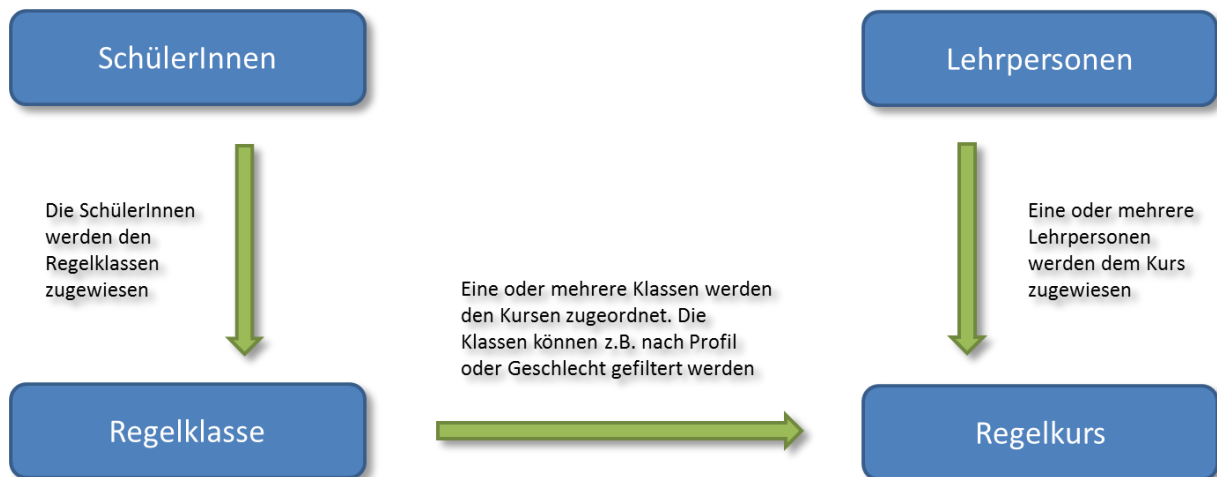 SchülerInnen
Lehrpersonen
Die SchülerInnen
werden den
Regelklassen
zugewiesen
Eine oder mehrere
Lehrpersonen
werden dem Kurs
zugewiesen
Eine oder mehrere Klassen werden
den Kursen zugeordnet. Die
Klassen können z.B. nach Profil
oder Geschlecht gefiltert werden
Regelklasse
Regelkurs